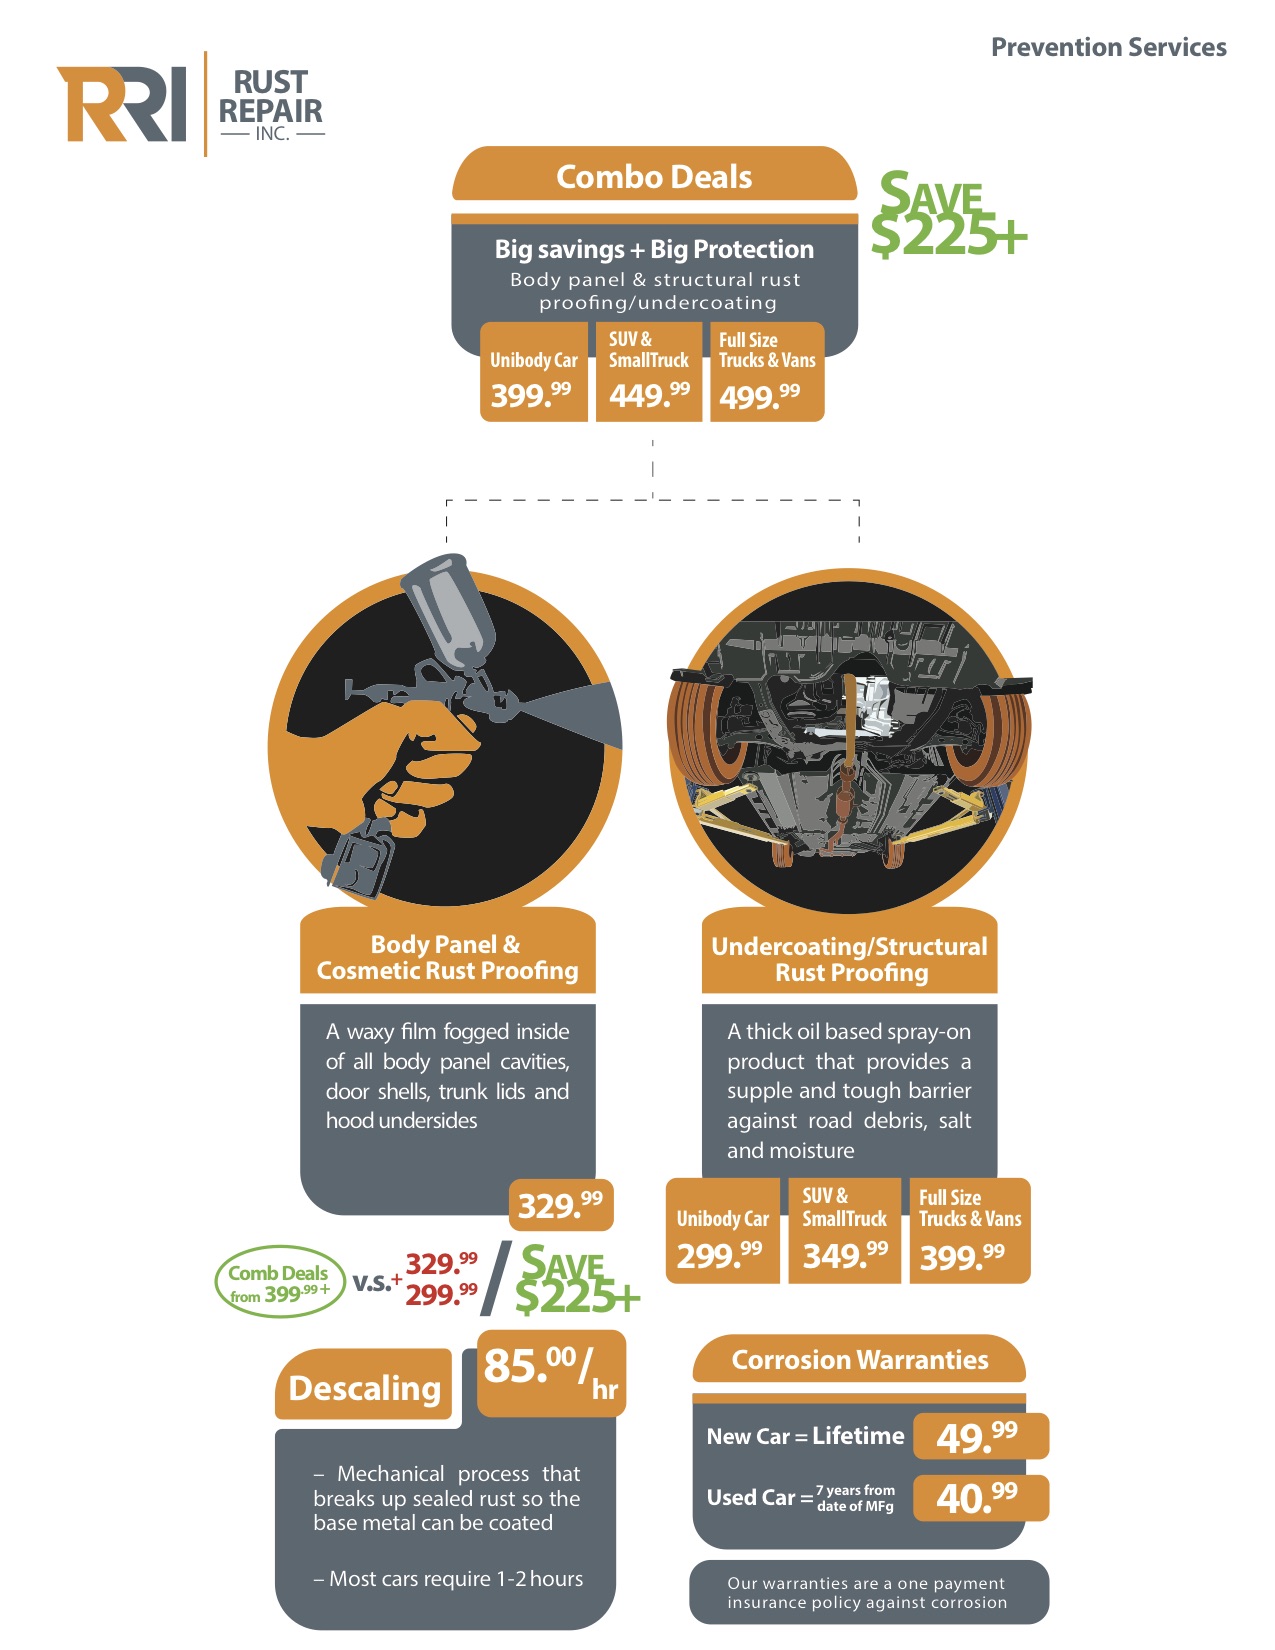 Prevention Services
RRI
RUST
REPAIR
INC.
Combo Deals
SAVE
$225+
Big savings + Big Protection
Body panel & structural rust
proofing/undercoating
Unibody Car
399.99
SUV &
SmallTruck
449.99
Full Size
Trucks & Vans
499.99
Body Panel &
Cosmetic Rust Proofing
A waxy film fogged inside
of all body panel cavities,
door shells, trunk lids and
hood undersides
329.99
Comb Deals
from 399.99+
v.s.
+
329.99
299.99
/
SAVE
$225+
Undercoating/Structural
Rust Proofing
A thick oil based spray-on
product that provides a
supple and tough barrier
against road debris, salt
and moisture
Unibody Car
299.99
SUV &
SmallTruck
349.99
Full Size
Trucks & Vans
399.99
Descaling
85.00/hr
– Mechanical process that
breaks up sealed rust so the
base metal can be coated
– Most cars require 1-2 hours
Corrosion Warranties
New Car = Lifetime 49.99
Used Car = 7 years from
date of MFg
40.99
Our warranties are a one payment
insurance policy against corrosion